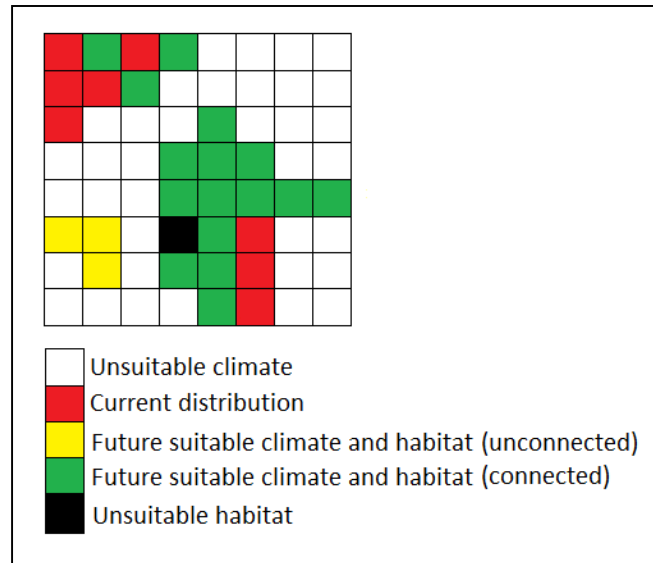 Unsuitable climate
Current distribution
Future suitable climate and habitat (unconnected)
Future suitable climate and habitat (connected)
Unsuitable habitat